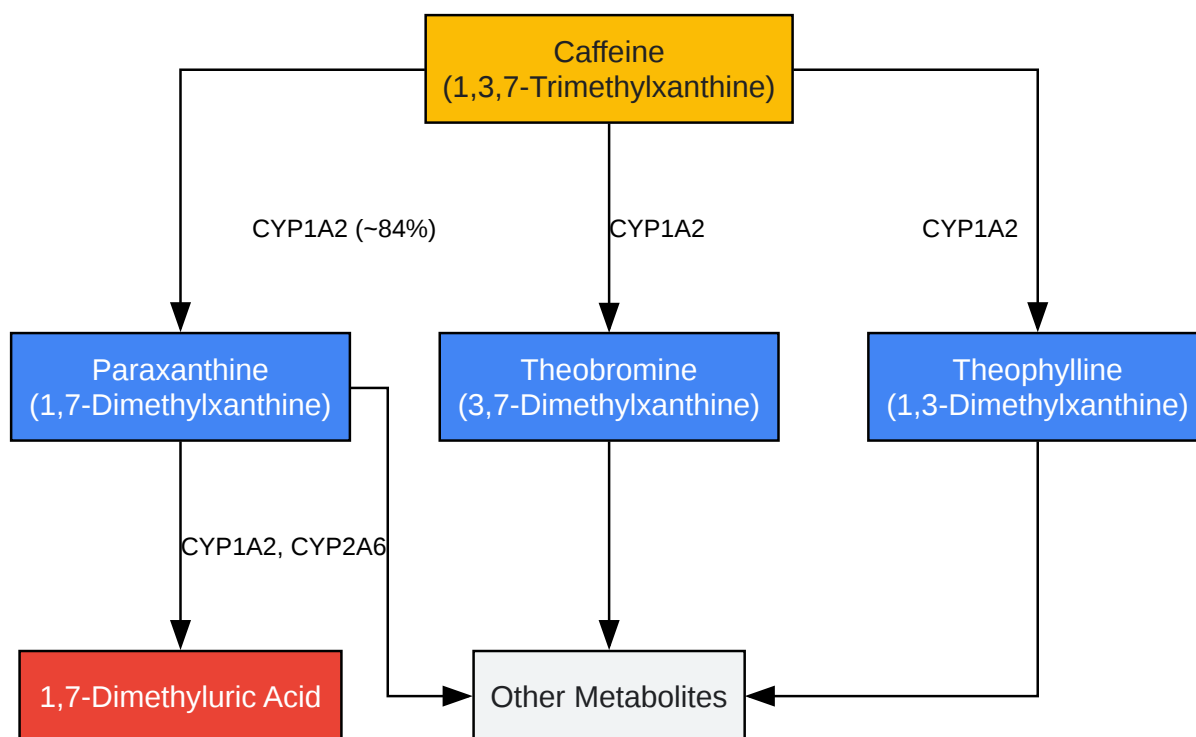 Caffeine
(1,3,7-Trimethylxanthine)
CYP1A2 (~84%)
CYP1A2
CYP1A2
Paraxanthine
(1,7-Dimethylxanthine)
Theobromine
(3,7-Dimethylxanthine)
Theophylline
(1,3-Dimethylxanthine)
CYP1A2, CYP2A6
1,7-Dimethyluric Acid
Other Metabolites